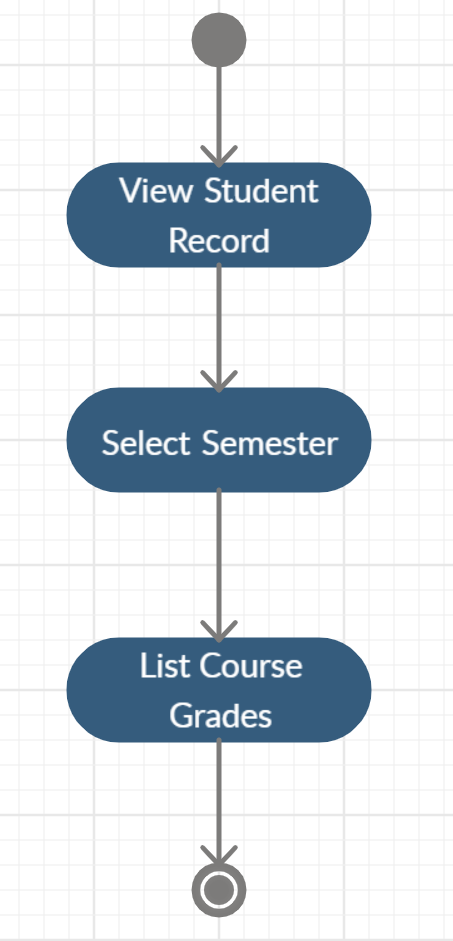 View Student
Record
Select Semester
List Course
Grades